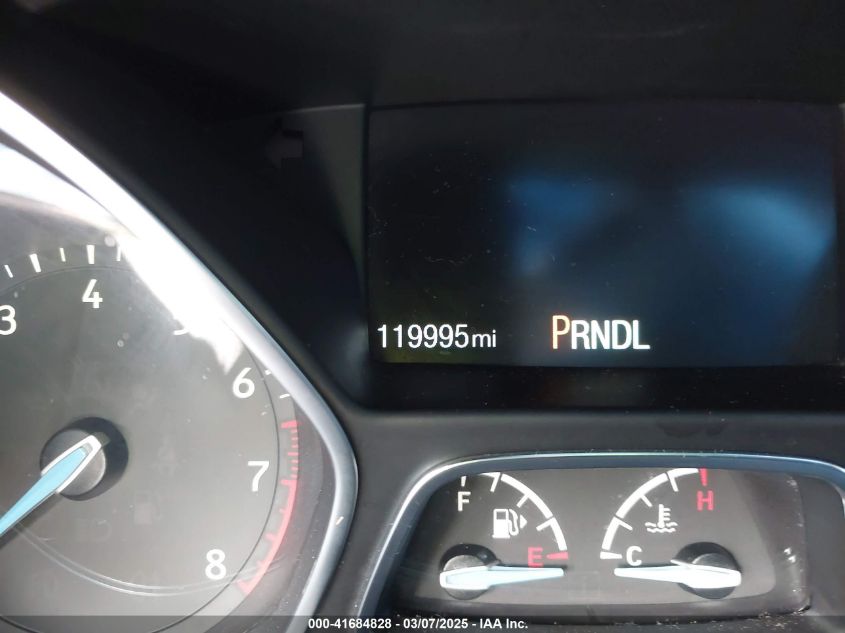 119995mi PRNDL
3 4 5 6 7 8
F E C H
000-41684828 - 03/07/2025 - IAA Inc.